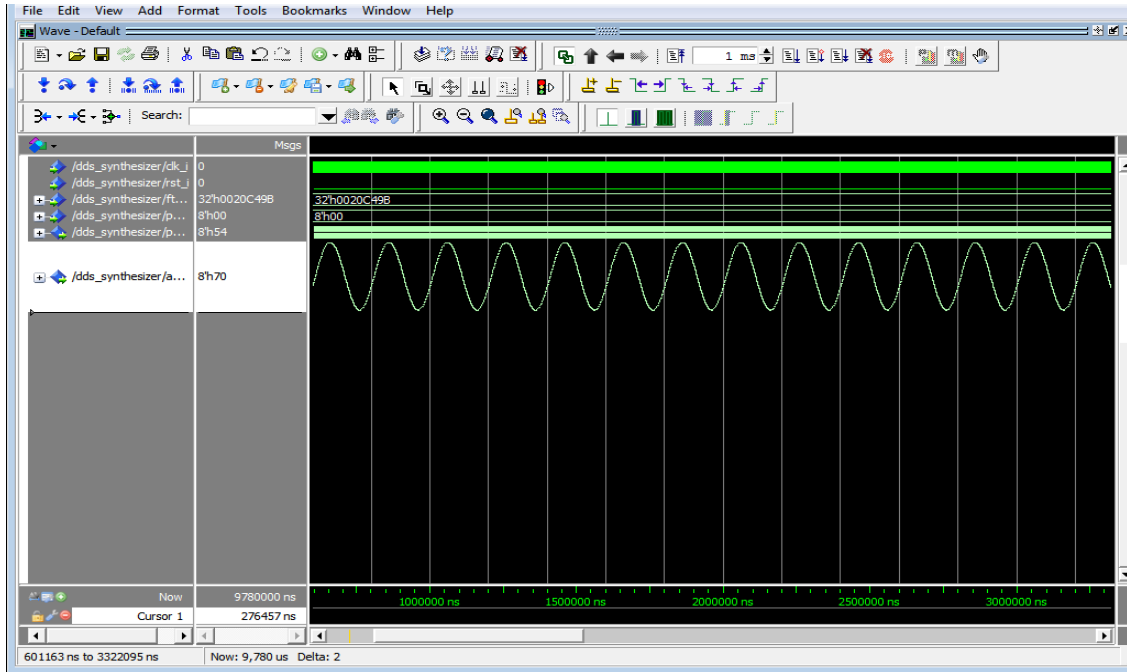 File Edit View Add Format Tools Bookmarks Window Help
Wave - Default
1 ms
Search:
Msgs
/dds_synthesizer/clk_i 0
/dds_synthesizer/rst_i 0
/dds_synthesizer/ft... 32'h0020C49B 32'h0020C49B
/dds_synthesizer/p... 8'h00 8'h00
/dds_synthesizer/p... 8'h54
/dds_synthesizer/a... 8'h70
Now 9780000 ns
1000000 ns 1500000 ns 2000000 ns 2500000 ns 3000000 ns
Cursor 1 276457 ns
601163 ns to 3322095 ns Now: 9,780 us Delta: 2